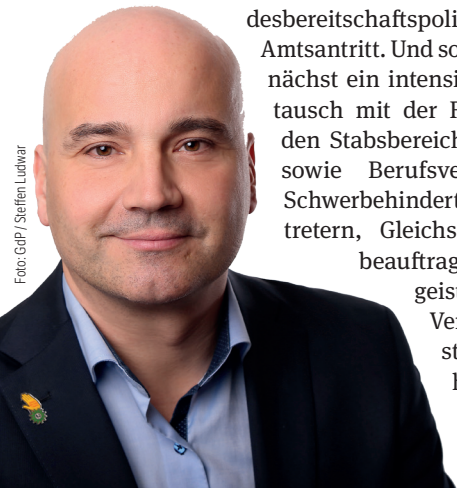 desbereitschaftspoli
Amtsantritt. Und so
nächst ein intensi
tausch mit der
den Stabsbereich
sowie Berufsve
Schwerbehindert
tretern, Gleichs
beauftrag
geist
Ve
st
Foto: GdP / Steffen Ludwar